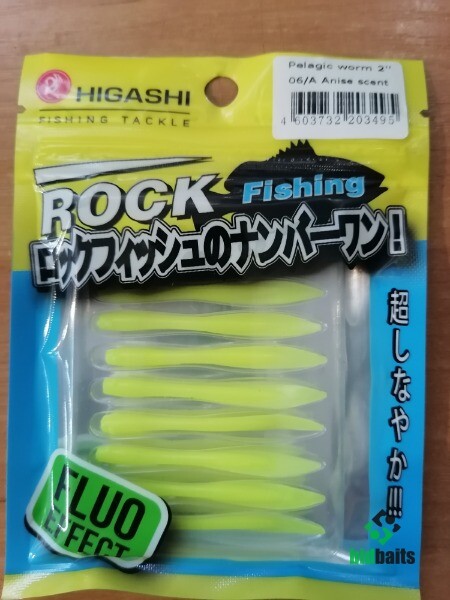 HIGASHI
FISHING TACKLE
Pelagic worm 2"
06/A Anise scent
4 603732 203495
ROCK
Fishing
ロックフィッシュのナンバーワン!
超しなやか!!!
FLUO
EFFECT
baits